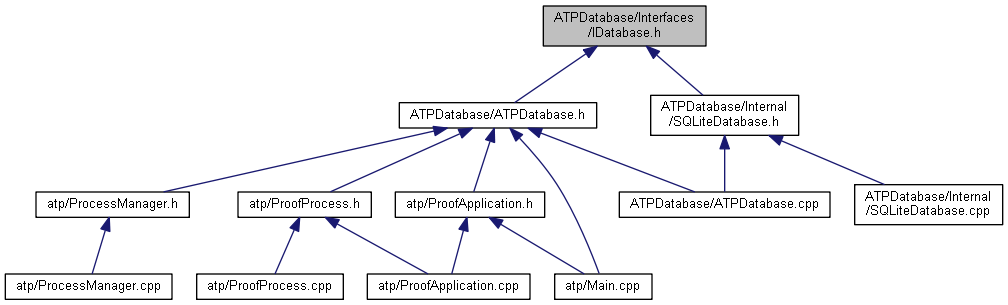 ATPDatabase/Interfaces
/IDatabase.h
ATPDatabase/ATPDatabase.h
ATPDatabase/Internal
/SQLiteDatabase.h
atp/ProcessManager.h
atp/ProofProcess.h
atp/ProofApplication.h
ATPDatabase/ATPDatabase.cpp
ATPDatabase/Internal
/SQLiteDatabase.cpp
atp/ProcessManager.cpp
atp/ProofProcess.cpp
atp/ProofApplication.cpp
atp/Main.cpp